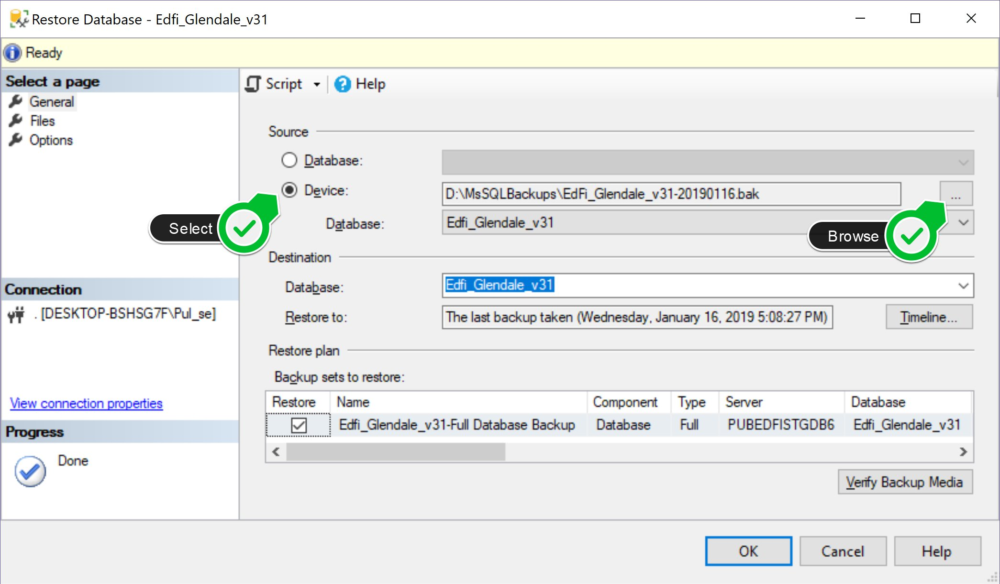 Restore Database - Edfi_Glendale_v31
Ready
Select a page
General
Files
Options
Connection
. [DESKTOP-BSHSG7F\Pul_se]
View connection properties
Progress
Done
Script
Help
Source
Database:
Device:
D:\MsSQLBackups\EdFi_Glendale_v31-20190116.bak
...
Database:
Edfi_Glendale_v31
Select
Browse
Destination
Database:
Edfi_Glendale_v31
Restore to:
The last backup taken (Wednesday, January 16, 2019 5:08:27 PM)
Timeline...
Restore plan
Backup sets to restore:
Restore Name Component Type Server Database
Edfi_Glendale_v31-Full Database Backup Database Full PUBEDFISTGDB6 Edfi_Glendale_v31
Verify Backup Media
OK
Cancel
Help